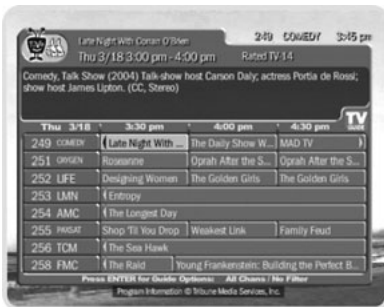 Late Night With Conan O'Brien 249 COMEDY 3:45 pm
Thu 3/18 3:00 pm - 4:00 pm Rated TV-14
Comedy, Talk Show (2004) Talk-show host Carson Daly; actress Portia de Rossi;
show host James Lipton. (CC, Stereo)
TV
GUIDE
Thu 3/18 3:30 pm 4:00 pm 4:30 pm
249 COMEDY Late Night With ... The Daily Show W... MAD TV
251 OXYGEN Roseanne Oprah After the S... Oprah After the S...
252 LIFE Designing Women The Golden Girls The Golden Girls
253 LMN Entropy
254 AMC The Longest Day
255 PAXSAT Shop 'Til You Drop Weakest Link Family Feud
256 TCM The Sea Hawk
258 FMC The Raid Young Frankenstein: Building the Perfect B...
Press ENTER for Guide Options: All Chans / No Filter
Program Information © Tribune Media Services, Inc.